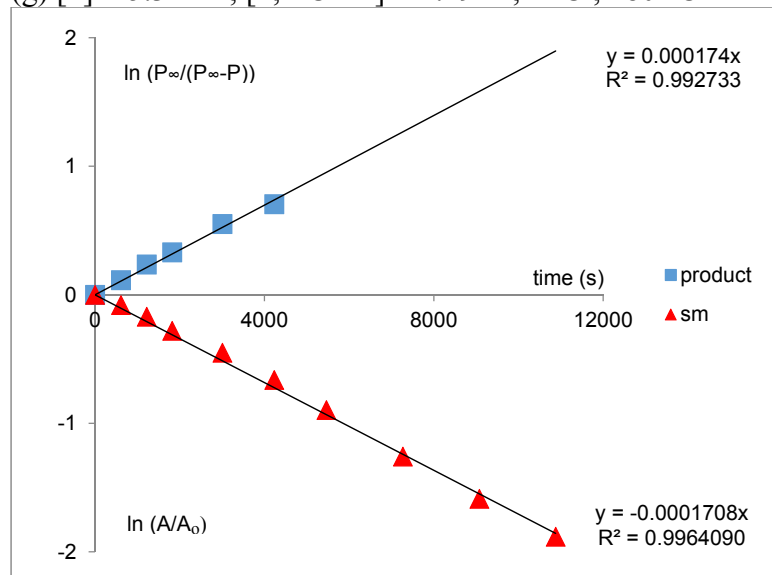 2
ln (P∞/(P∞-P))
y = 0.000174x
R² = 0.992733
1
time (s)
product
sm
0
0
4000
8000
12000
-1
ln (A/Aₒ)
y = -0.0001708x
R² = 0.9964090
-2